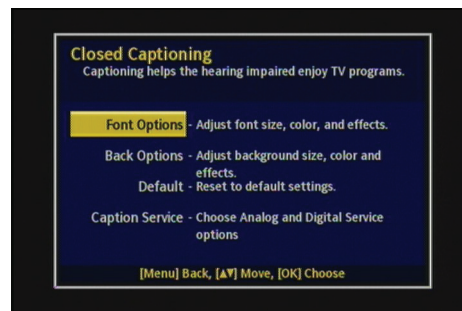 Closed Captioning
Captioning helps the hearing impaired enjoy TV programs.
Font Options - Adjust font size, color, and effects.
Back Options - Adjust background size, color and
effects.
Default - Reset to default settings.
Caption Service - Choose Analog and Digital Service
options
[Menu] Back, [▲▼] Move, [OK] Choose